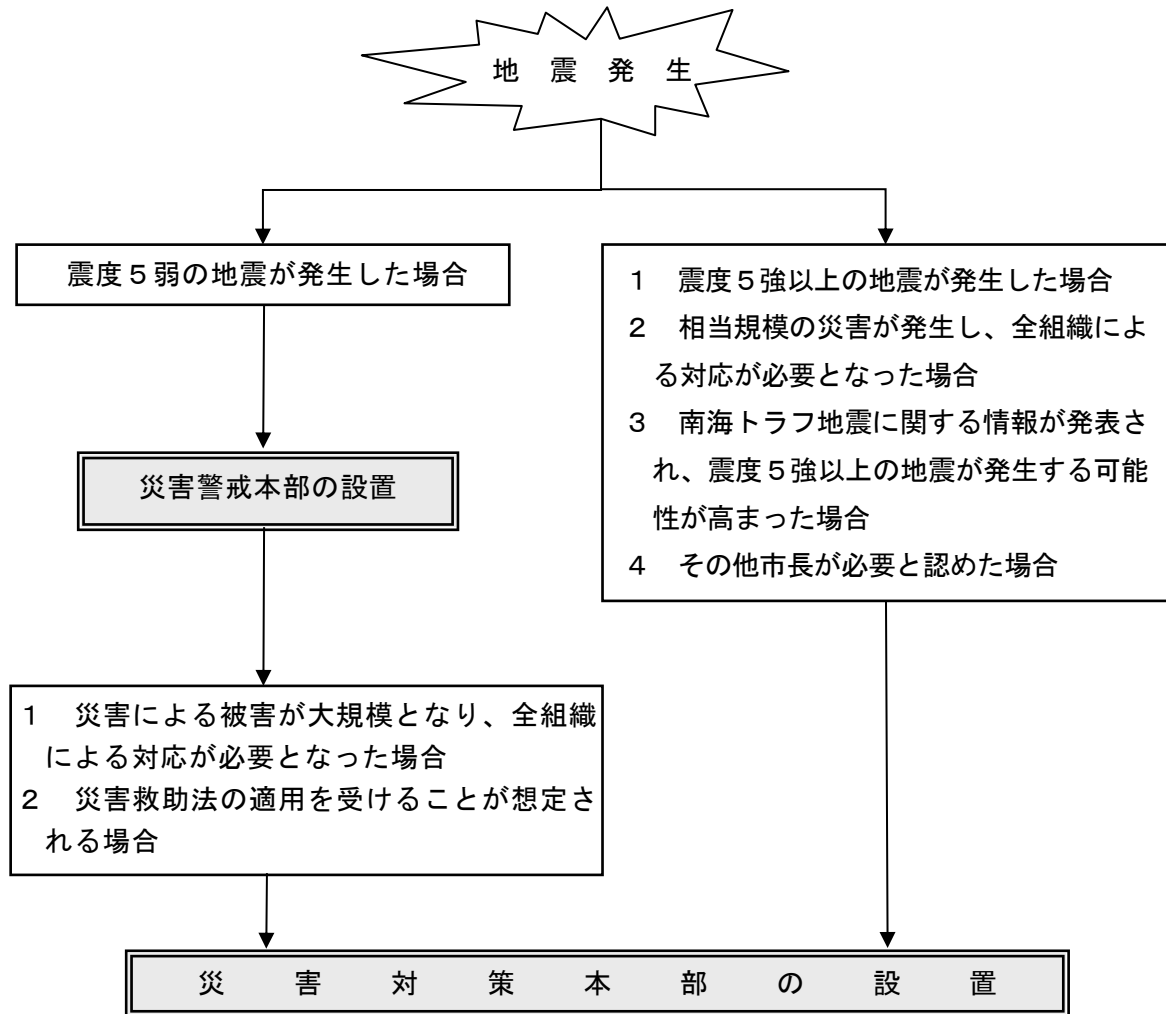 地震発生
震度５弱の地震が発生した場合
災害警戒本部の設置
１　災害による被害が大規模となり、全組織
による対応が必要となった場合
２　災害救助法の適用を受けることが想定さ
れる場合
１　震度５強以上の地震が発生した場合
２　相当規模の災害が発生し、全組織によ
る対応が必要となった場合
３　南海トラフ地震に関する情報が発表さ
れ、震度５強以上の地震が発生する可能
性が高まった場合
４　その他市長が必要と認めた場合
災害対策本部の設置